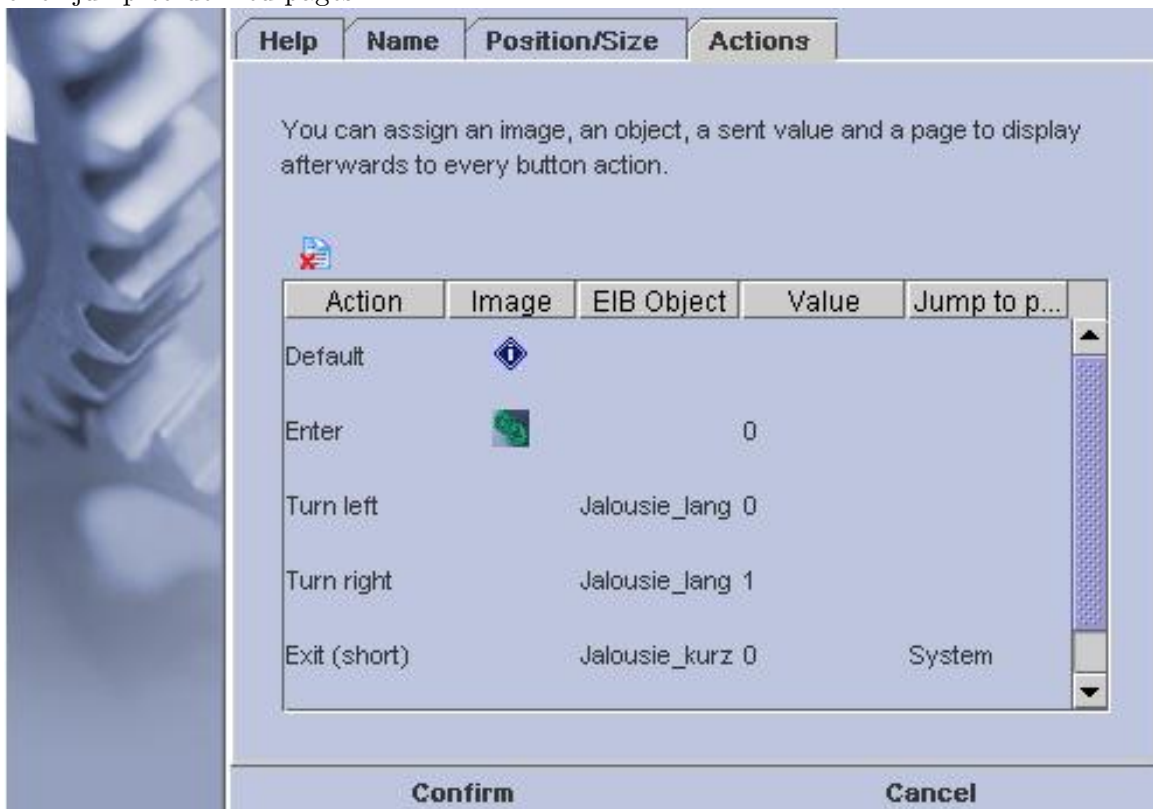 Help Name Position/Size Actions
You can assign an image, an object, a sent value and a page to display
afterwards to every button action.
Action Image EIB Object Value Jump to p...
Default
Enter 0
Turn left Jalousie_lang 0
Turn right Jalousie_lang 1
Exit (short) Jalousie_kurz 0 System
Confirm Cancel